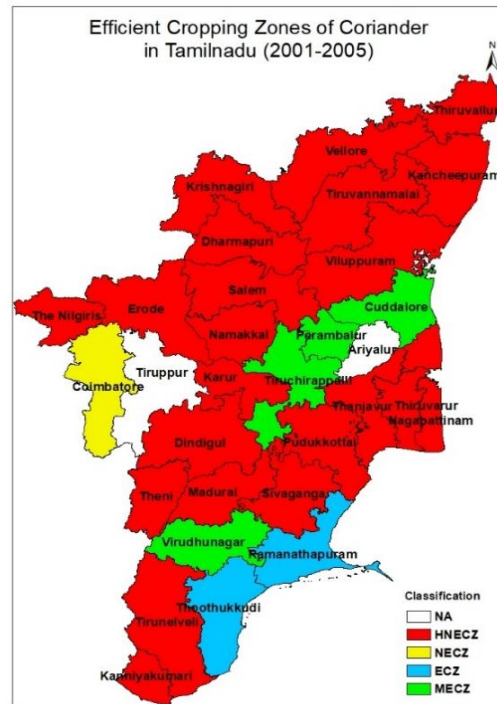 Efficient Cropping Zones of Coriander
in Tamilnadu (2001-2005)
N
Thiruvallur
Vellore
Kancheepuram
Krishnagiri
Tiruvannamalai
Dharmapuri
Viluppuram
Salem
Cuddalore
The Nilgiris
Erode
Namakkal
Perambalur
Ariyalur
Tiruppur
Coimbatore
Karur
Tiruchirappalli
Thanjavur
Thiruvarur
Nagapattinam
Dindigul
Pudukkottai
Theni
Madurai
Sivaganga
Virudhunagar
Ramanathapuram
Thoothukkudi
Tirunelveli
Kanniyakumari
Classification
NA
HNECZ
NECZ
ECZ
MECZ